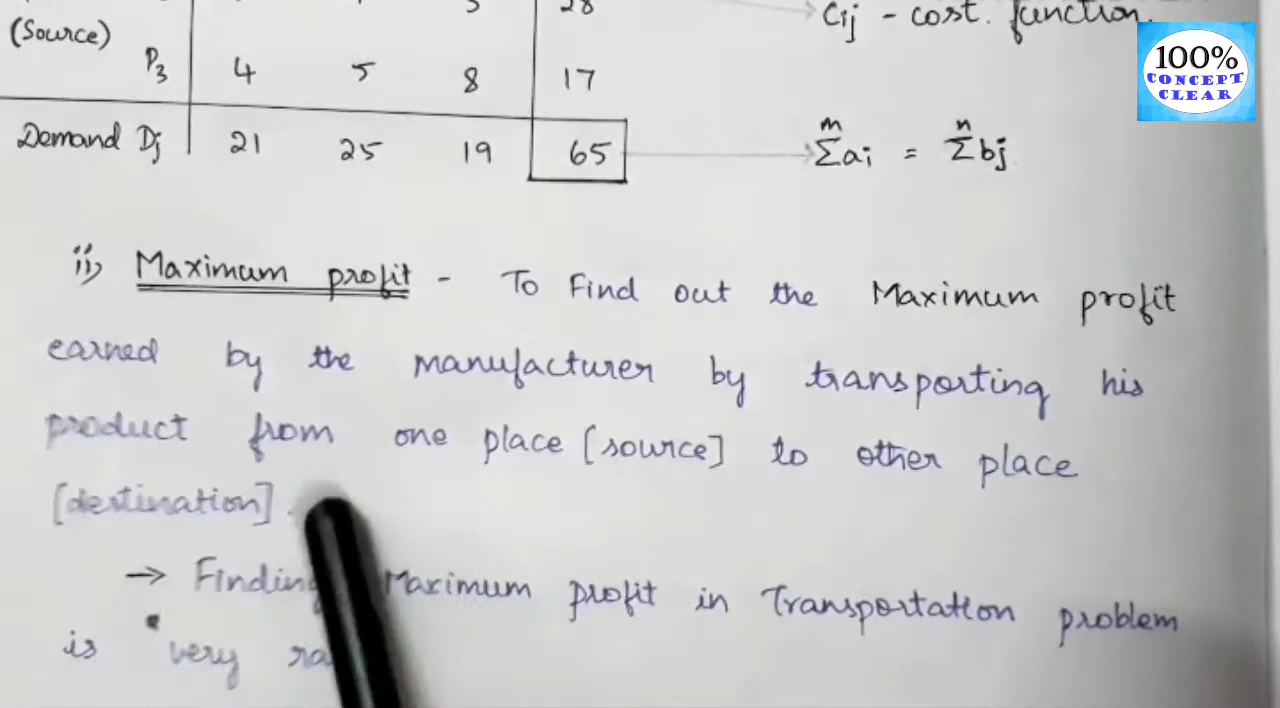 28
(Source)
P3 4 5 8 17
Demand Dj 21 25 19 65
Cij - cost. function.
100%
CONCEPT
CLEAR
m n
Σai = Σbj
ii) Maximum profit - To Find out the Maximum profit
earned by the manufacturer by transporting his
product from one place [source] to other place
[destination].
→ Finding Maximum profit in Transportation problem
is very